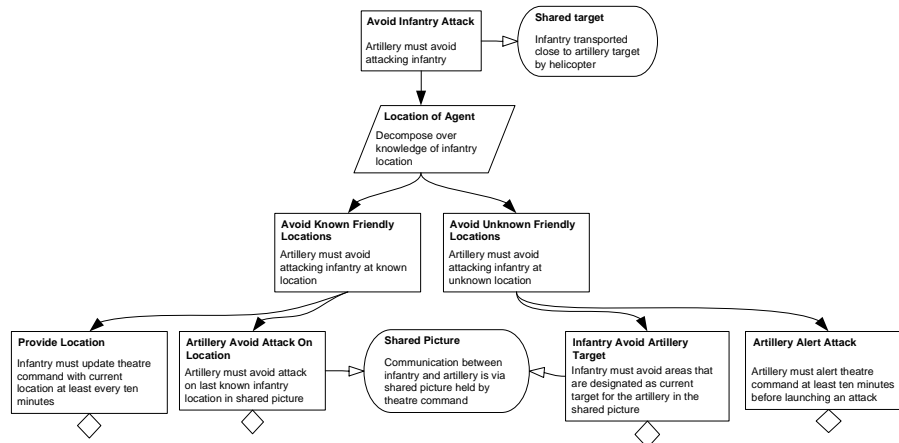 Avoid Infantry Attack
Artillery must avoid
attacking infantry
Shared target
Infantry transported
close to artillery target
by helicopter
Location of Agent
Decompose over
knowledge of infantry
location
Avoid Known Friendly
Locations
Artillery must avoid
attacking infantry at known
location
Avoid Unknown Friendly
Locations
Artillery must avoid
attacking infantry at
unknown location
Provide Location
Infantry must update theatre
command with current
location at least every ten
minutes
Artillery Avoid Attack On
Location
Artillery must avoid attack
on last known infantry
location in shared picture
Shared Picture
Communication between
infantry and artillery is via
shared picture held by
theatre command
Infantry Avoid Artillery
Target
Infantry must avoid areas that
are designated as current
target for the artillery in the
shared picture
Artillery Alert Attack
Artillery must alert theatre
command at least ten minutes
before launching an attack